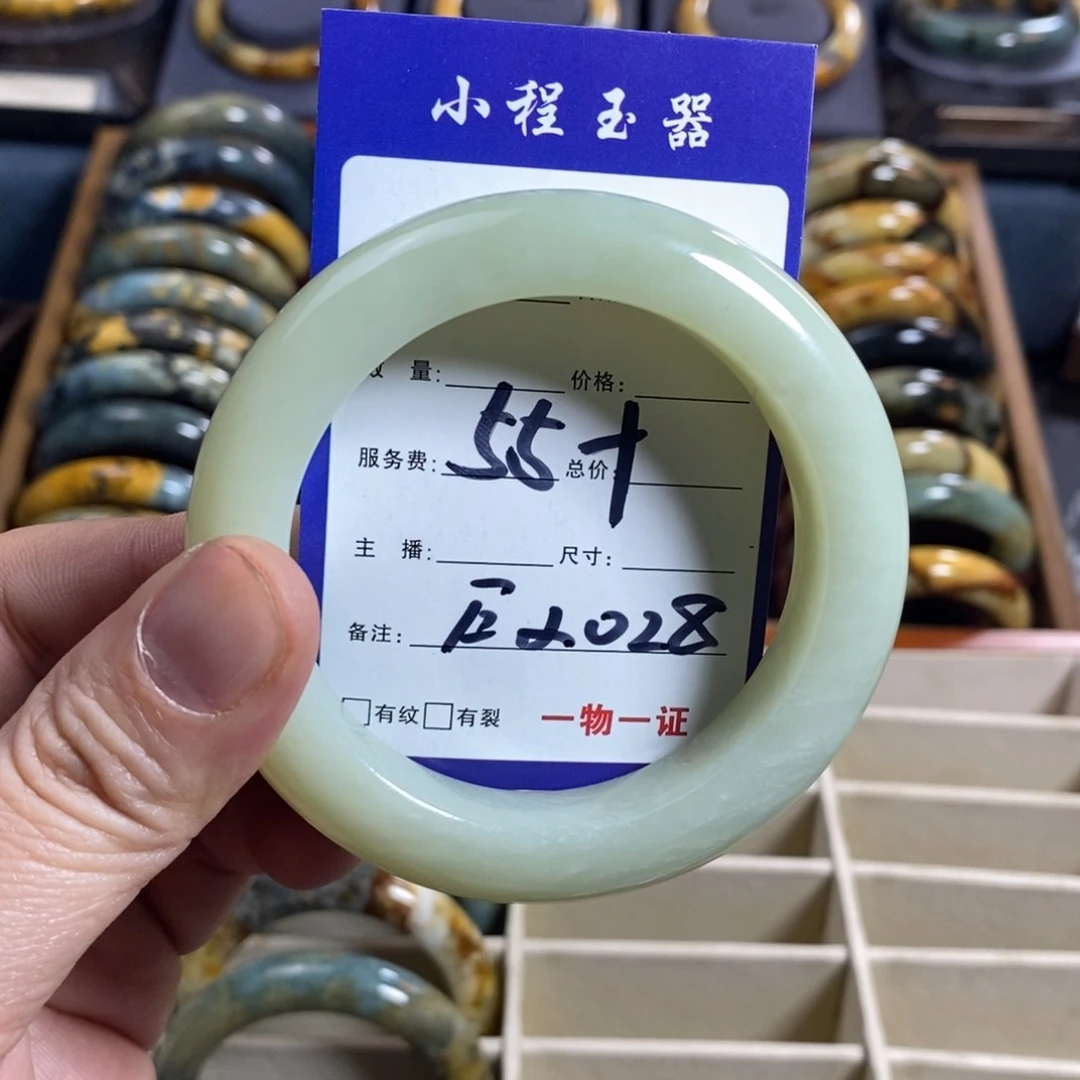 小程玉器
量: 价格:
服务费: 55+ 总价:
主播: 尺寸:
备注: 2028
有纹 有裂 一物一证